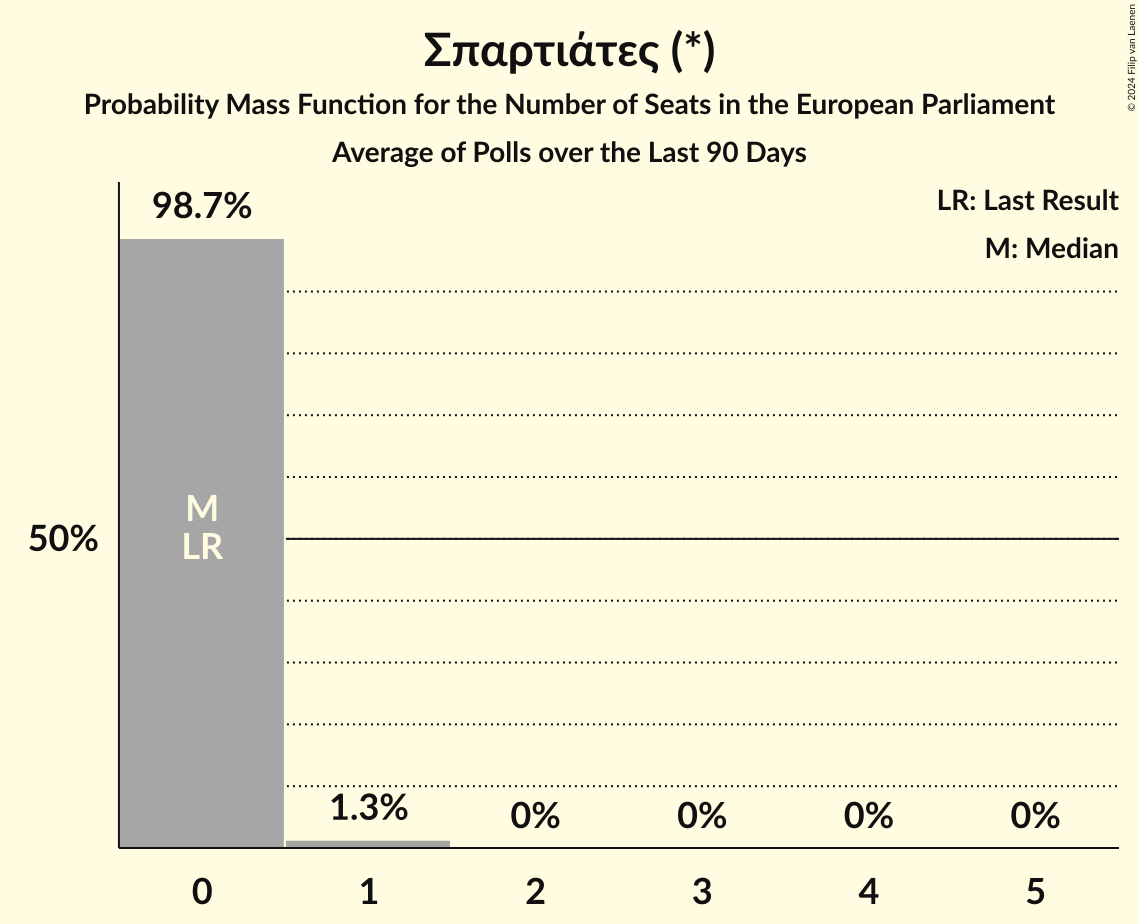 Σπαρτιάτες (*)
Probability Mass Function for the Number of Seats in the European Parliament
Average of Polls over the Last 90 Days
© 2024 Filip van Laenen
LR: Last Result
M: Median
98.7%
M
LR
50%
1.3%
0%
0%
0%
0%
0
1
2
3
4
5